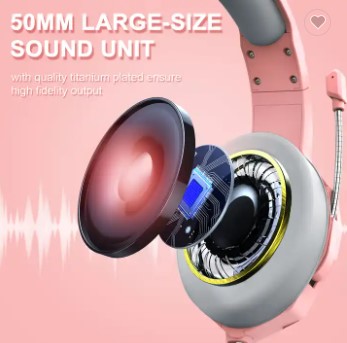 50MM LARGE-SIZE
SOUND UNIT
with quality titanium plated ensure
high fidelity output